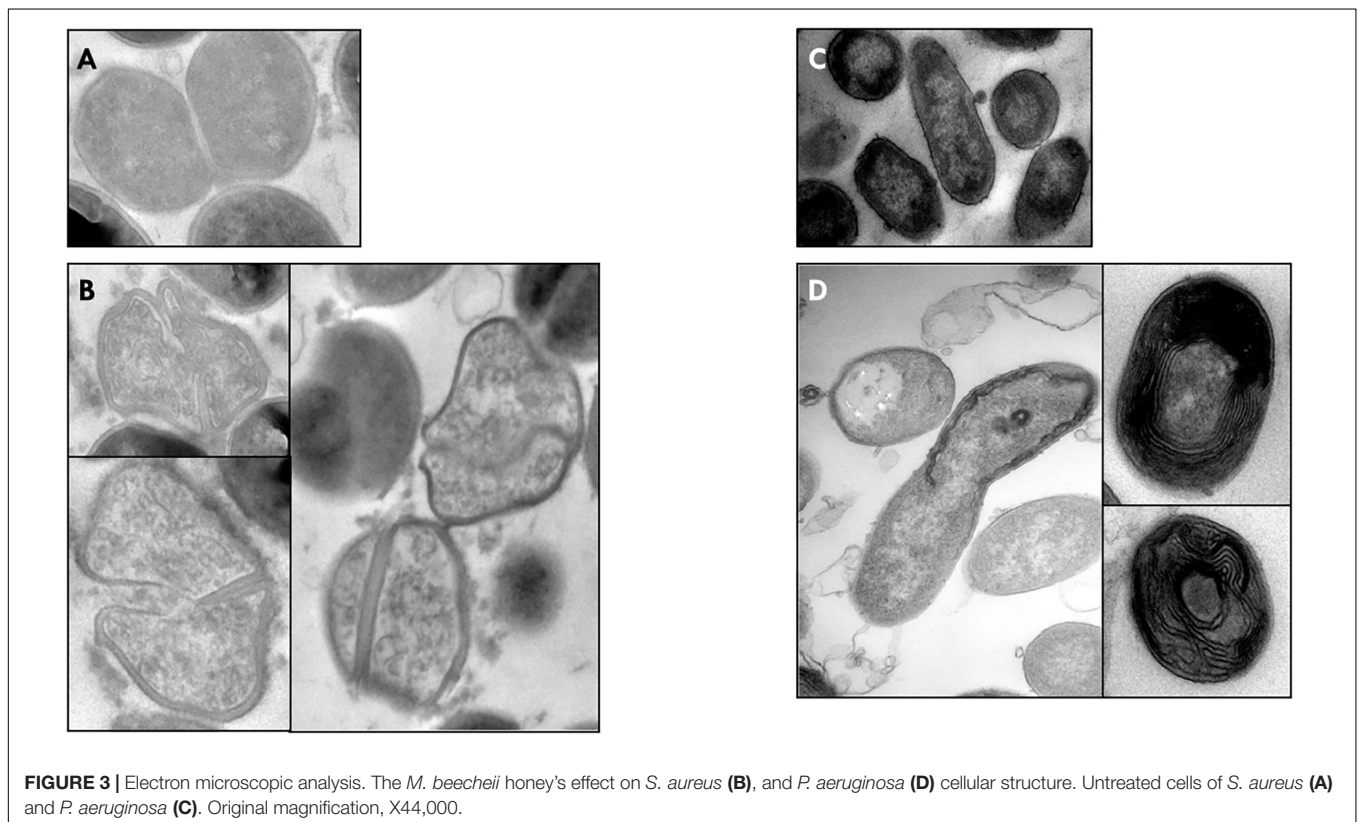 A
C
B
D
FIGURE 3 | Electron microscopic analysis. The M. beecheii honey's effect on S. aureus (B), and P. aeruginosa (D) cellular structure. Untreated cells of S. aureus (A)
and P. aeruginosa (C). Original magnification, X44,000.